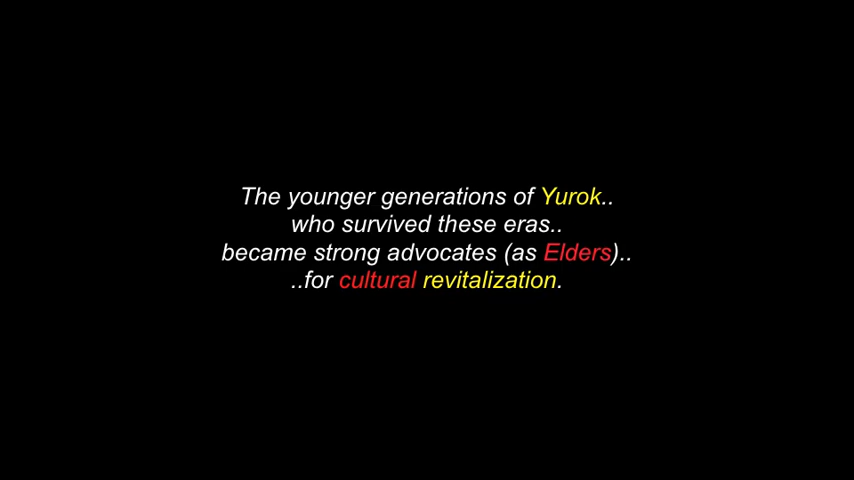 The younger generations of Yurok..
who survived these eras..
became strong advocates (as Elders)..
..for cultural revitalization.